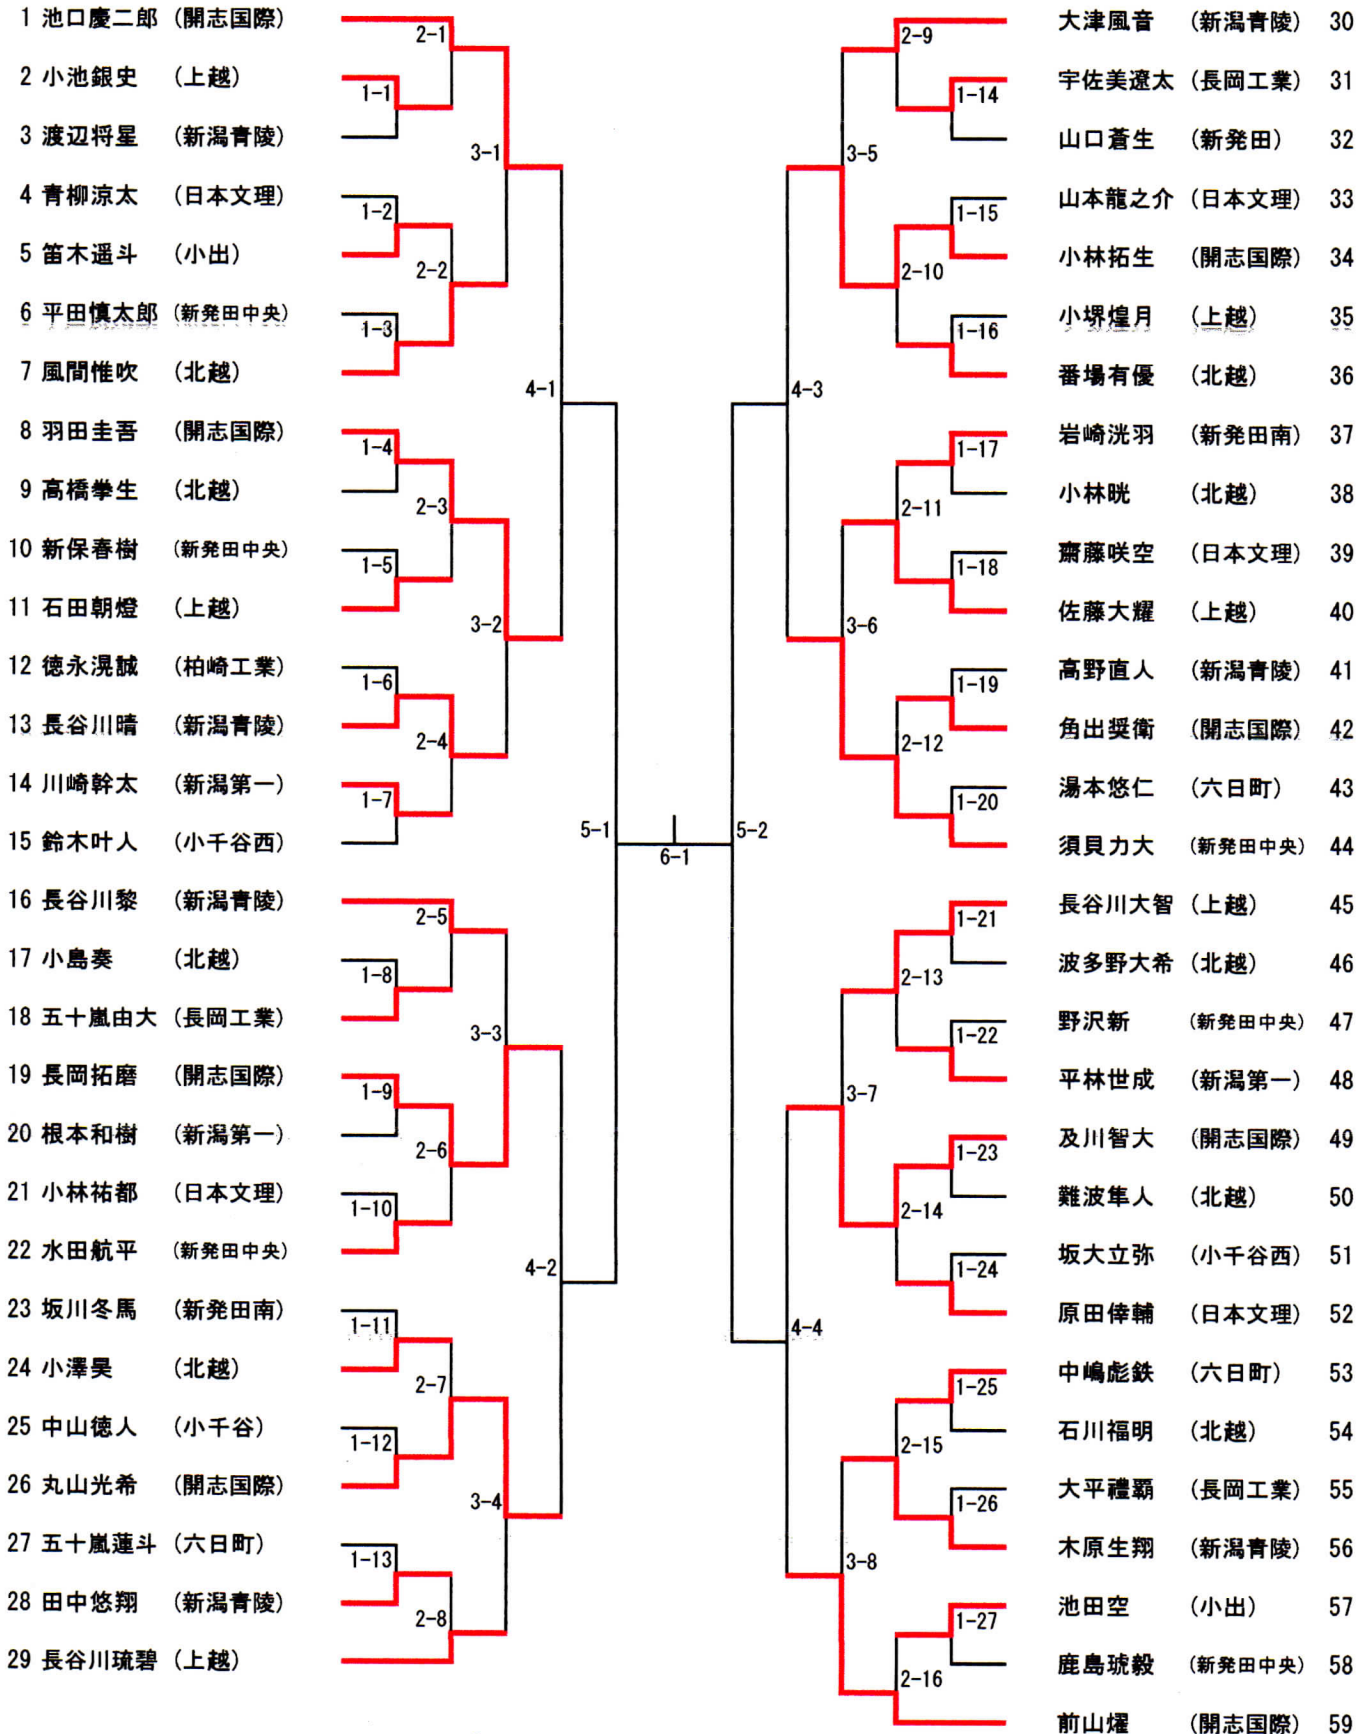 1 池口慶二郎 (開志国際)
2 小池銀史 (上越)
3 渡辺将星 (新潟青陵)
4 青柳涼太 (日本文理)
5 笛木遥斗 (小出)
6 平田慎太郎 (新発田中央)
7 風間惟吹 (北越)
8 羽田圭吾 (開志国際)
9 高橋拳生 (北越)
10 新保春樹 (新発田中央)
11 石田朝燈 (上越)
12 徳永滉誠 (柏崎工業)
13 長谷川晴 (新潟青陵)
14 川崎幹太 (新潟第一)
15 鈴木叶人 (小千谷西)
16 長谷川黎 (新潟青陵)
17 小島奏 (北越)
18 五十嵐由大 (長岡工業)
19 長岡拓磨 (開志国際)
20 根本和樹 (新潟第一)
21 小林祐都 (日本文理)
22 水田航平 (新発田中央)
23 坂川冬馬 (新発田南)
24 小澤昊 (北越)
25 中山徳人 (小千谷)
26 丸山光希 (開志国際)
27 五十嵐蓮斗 (六日町)
28 田中悠翔 (新潟青陵)
29 長谷川琉碧 (上越)
1-1
1-2
1-3
1-4
1-5
1-6
1-7
1-8
1-9
1-10
1-11
1-12
1-13
2-1
2-2
2-3
2-4
2-5
2-6
2-7
2-8
3-1
3-2
3-3
3-4
4-1
4-2
5-1
6-1
5-2
4-3
4-4
3-5
3-6
3-7
3-8
2-9
2-10
2-11
2-12
2-13
2-14
2-15
2-16
1-14
1-15
1-16
1-17
1-18
1-19
1-20
1-21
1-22
1-23
1-24
1-25
1-26
1-27
大津風音 (新潟青陵) 30
宇佐美遼太 (長岡工業) 31
山口蒼生 (新発田) 32
山本龍之介 (日本文理) 33
小林拓生 (開志国際) 34
小堺煌月 (上越) 35
番場有優 (北越) 36
岩崎洸羽 (新発田南) 37
小林晄 (北越) 38
齋藤咲空 (日本文理) 39
佐藤大耀 (上越) 40
高野直人 (新潟青陵) 41
角出奨衛 (開志国際) 42
湯本悠仁 (六日町) 43
須貝力大 (新発田中央) 44
長谷川大智 (上越) 45
波多野大希 (北越) 46
野沢新 (新発田中央) 47
平林世成 (新潟第一) 48
及川智大 (開志国際) 49
難波隼人 (北越) 50
坂大立弥 (小千谷西) 51
原田倖輔 (日本文理) 52
中嶋彪鉄 (六日町) 53
石川福明 (北越) 54
大平禮覇 (長岡工業) 55
木原生翔 (新潟青陵) 56
池田空 (小出) 57
鹿島琥毅 (新発田中央) 58
前山燿 (開志国際) 59